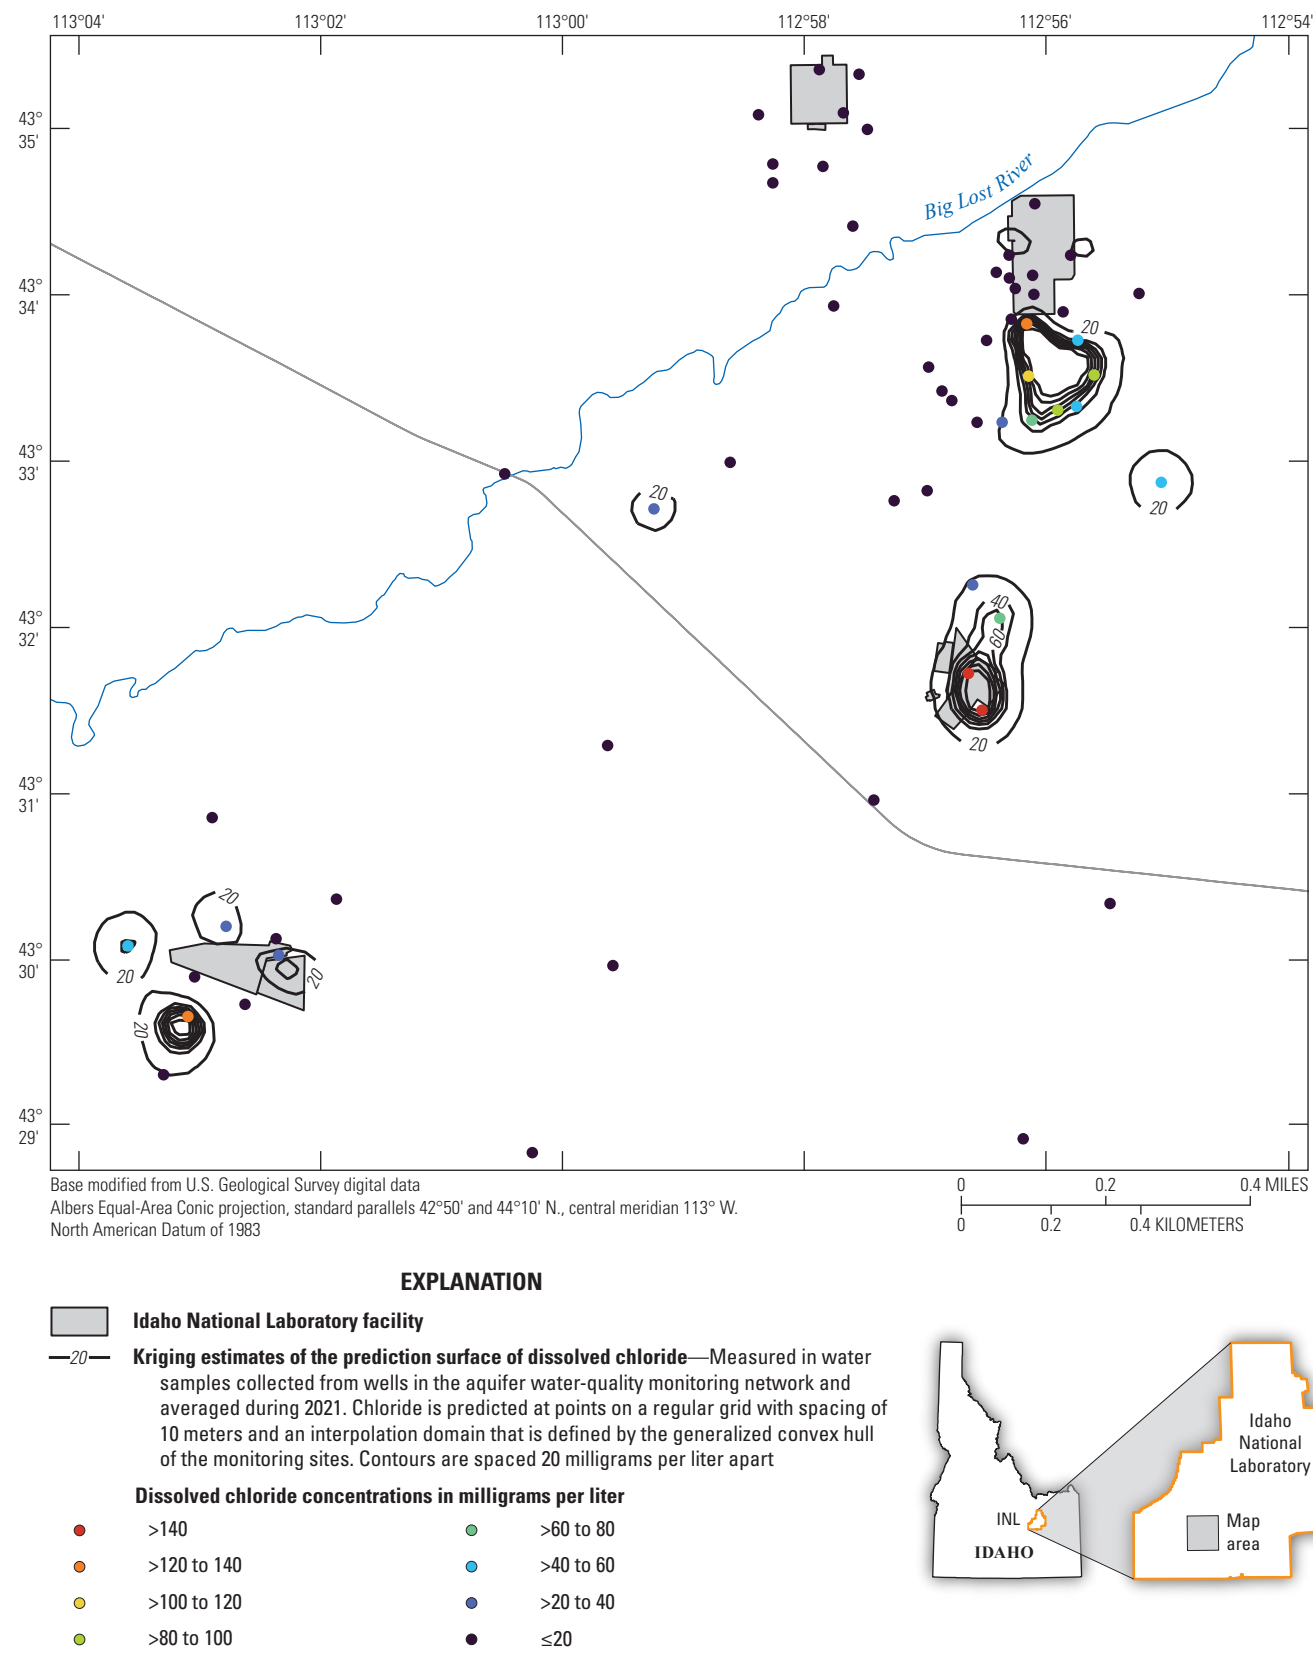 113°04'
113°02'
113°00'
112°58'
112°56'
112°54'
43°
35'
Big Lost River
43°
34'
20
43°
33'
20
20
43°
32'
40
60
20
43°
31'
20
43°
30'
20
20
20
43°
29'
Base modified from U.S. Geological Survey digital data
Albers Equal-Area Conic projection, standard parallels 42°50' and 44°10' N., central meridian 113° W.
North American Datum of 1983
0 0.2 0.4 MILES
0 0.2 0.4 KILOMETERS
EXPLANATION
Idaho National Laboratory facility
20
Kriging estimates of the prediction surface of dissolved chloride—Measured in water
samples collected from wells in the aquifer water-quality monitoring network and
averaged during 2021. Chloride is predicted at points on a regular grid with spacing of
10 meters and an interpolation domain that is defined by the generalized convex hull
of the monitoring sites. Contours are spaced 20 milligrams per liter apart
Dissolved chloride concentrations in milligrams per liter
>140
>120 to 140
>100 to 120
>80 to 100
>60 to 80
>40 to 60
>20 to 40
≤20
INL
IDAHO
Idaho
National
Laboratory
Map
area